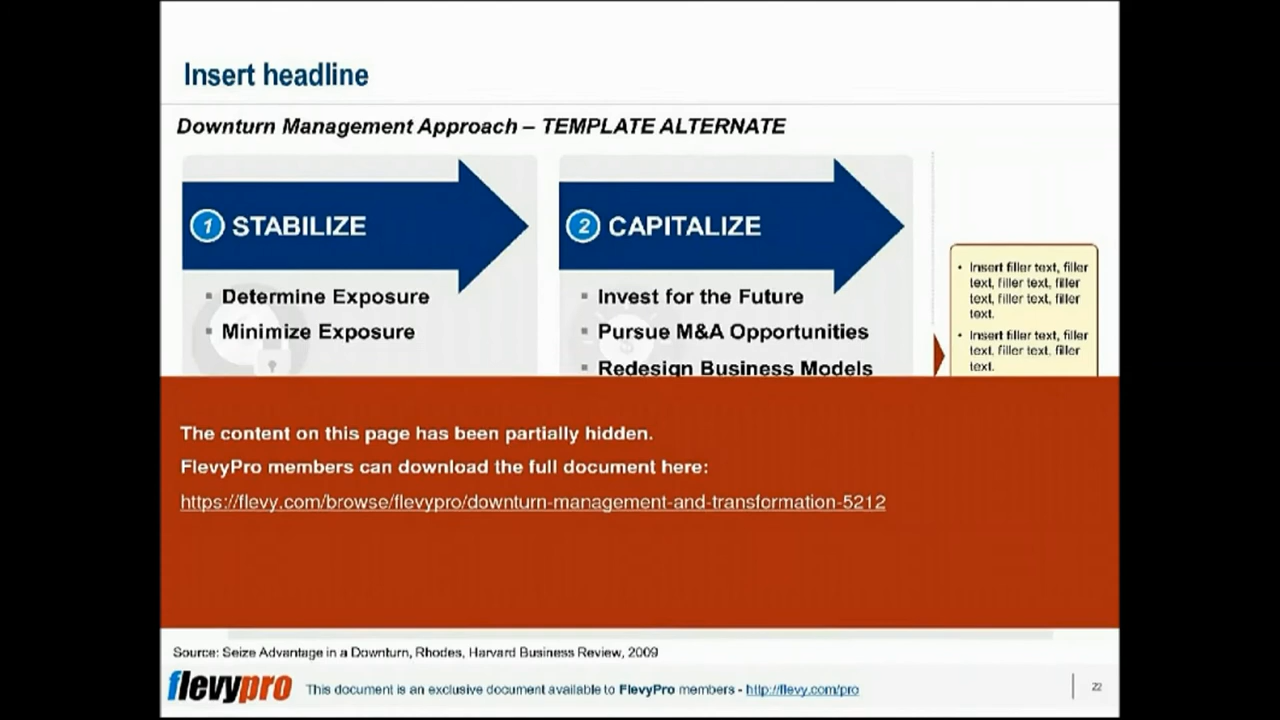 Insert headline
Downturn Management Approach – TEMPLATE ALTERNATE
1 STABILIZE
▪ Determine Exposure
▪ Minimize Exposure
2 CAPITALIZE
▪ Invest for the Future
▪ Pursue M&A Opportunities
▪ Redesign Business Models
• Insert filler text, filler
text, filler text, filler
text, filler text, filler
text.
• Insert filler text, filler
text, filler text, filler
text.
The content on this page has been partially hidden.
FlevyPro members can download the full document here:
https://flevy.com/browse/flevypro/downturn-management-and-transformation-5212
Source: Seize Advantage in a Downturn, Rhodes, Harvard Business Review, 2009
flevypro
This document is an exclusive document available to FlevyPro members - http://flevy.com/pro
22